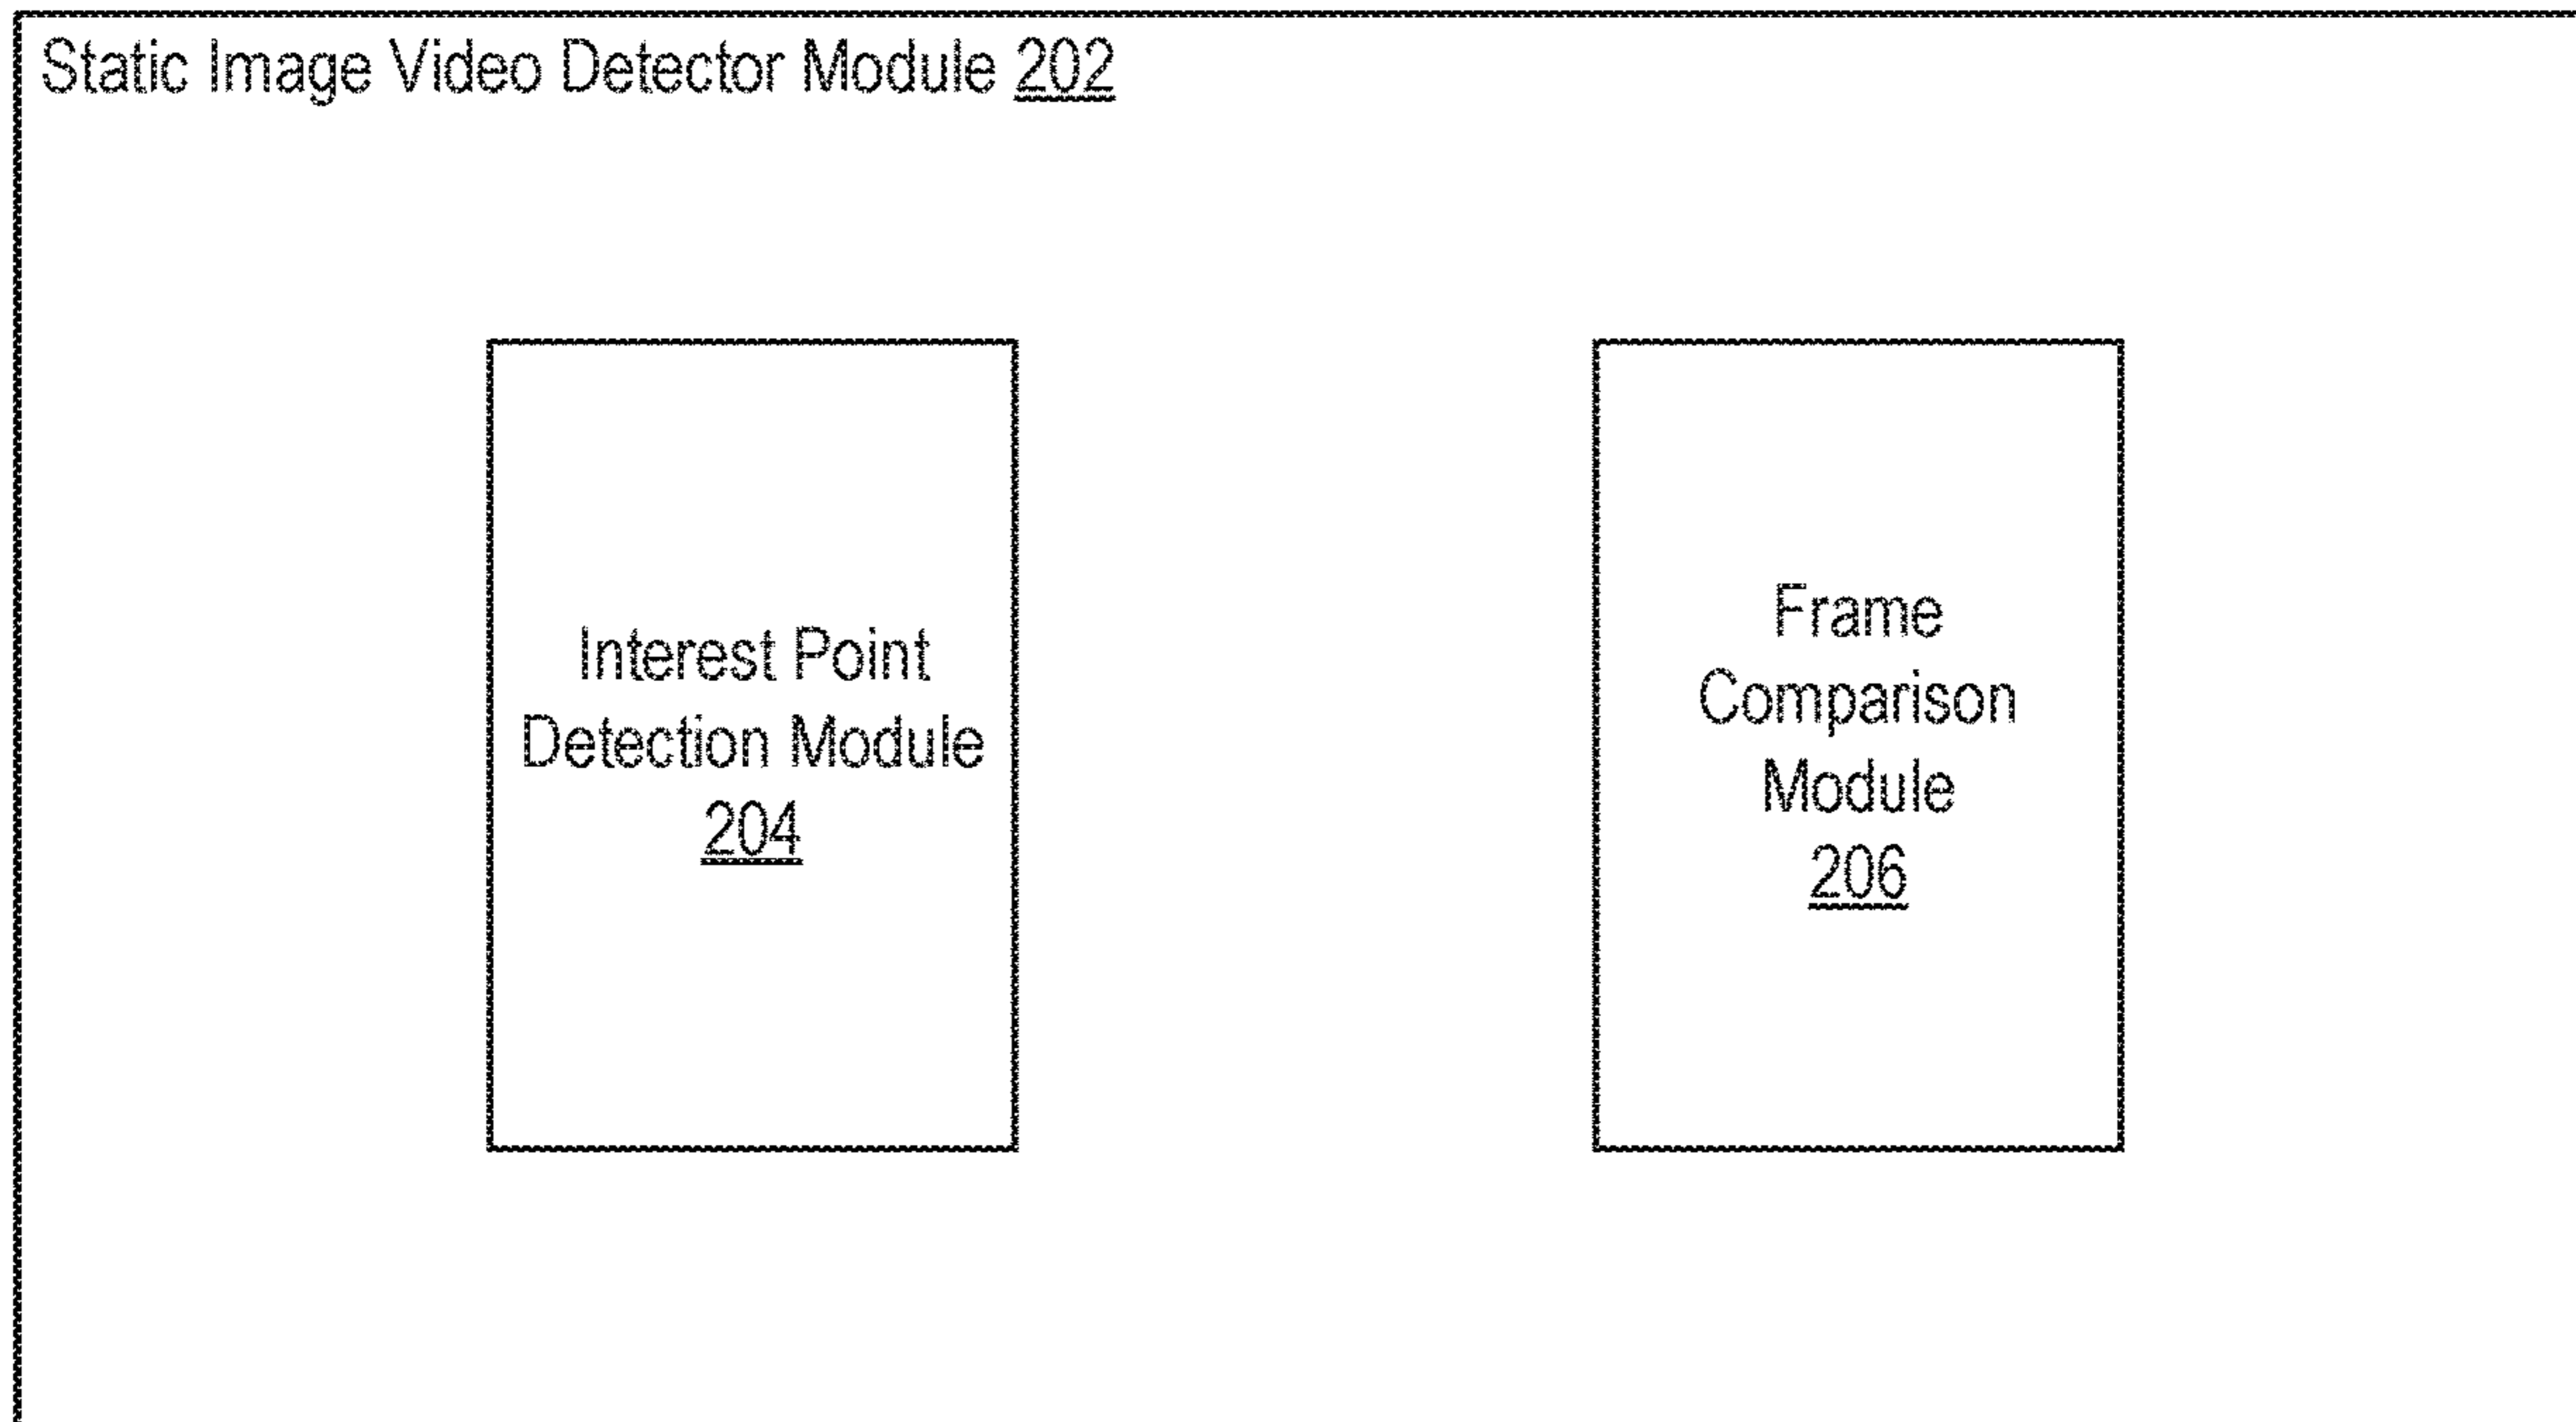 Static Image Video Detector Module 202
Interest Point
Detection Module
204
Frame
Comparison
Module
206